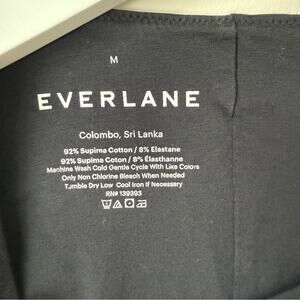 M
EVERLANE
Colombo, Sri Lanka
92% Supima Cotton / 8% Elastane
92% Supima Cotton / 8% Élasthanne
Machine Wash Cold Gentle Cycle With Like Colors
Only Non Chlorine Bleach When Needed
Tumble Dry Low Cool Iron If Necessary
RN# 139393